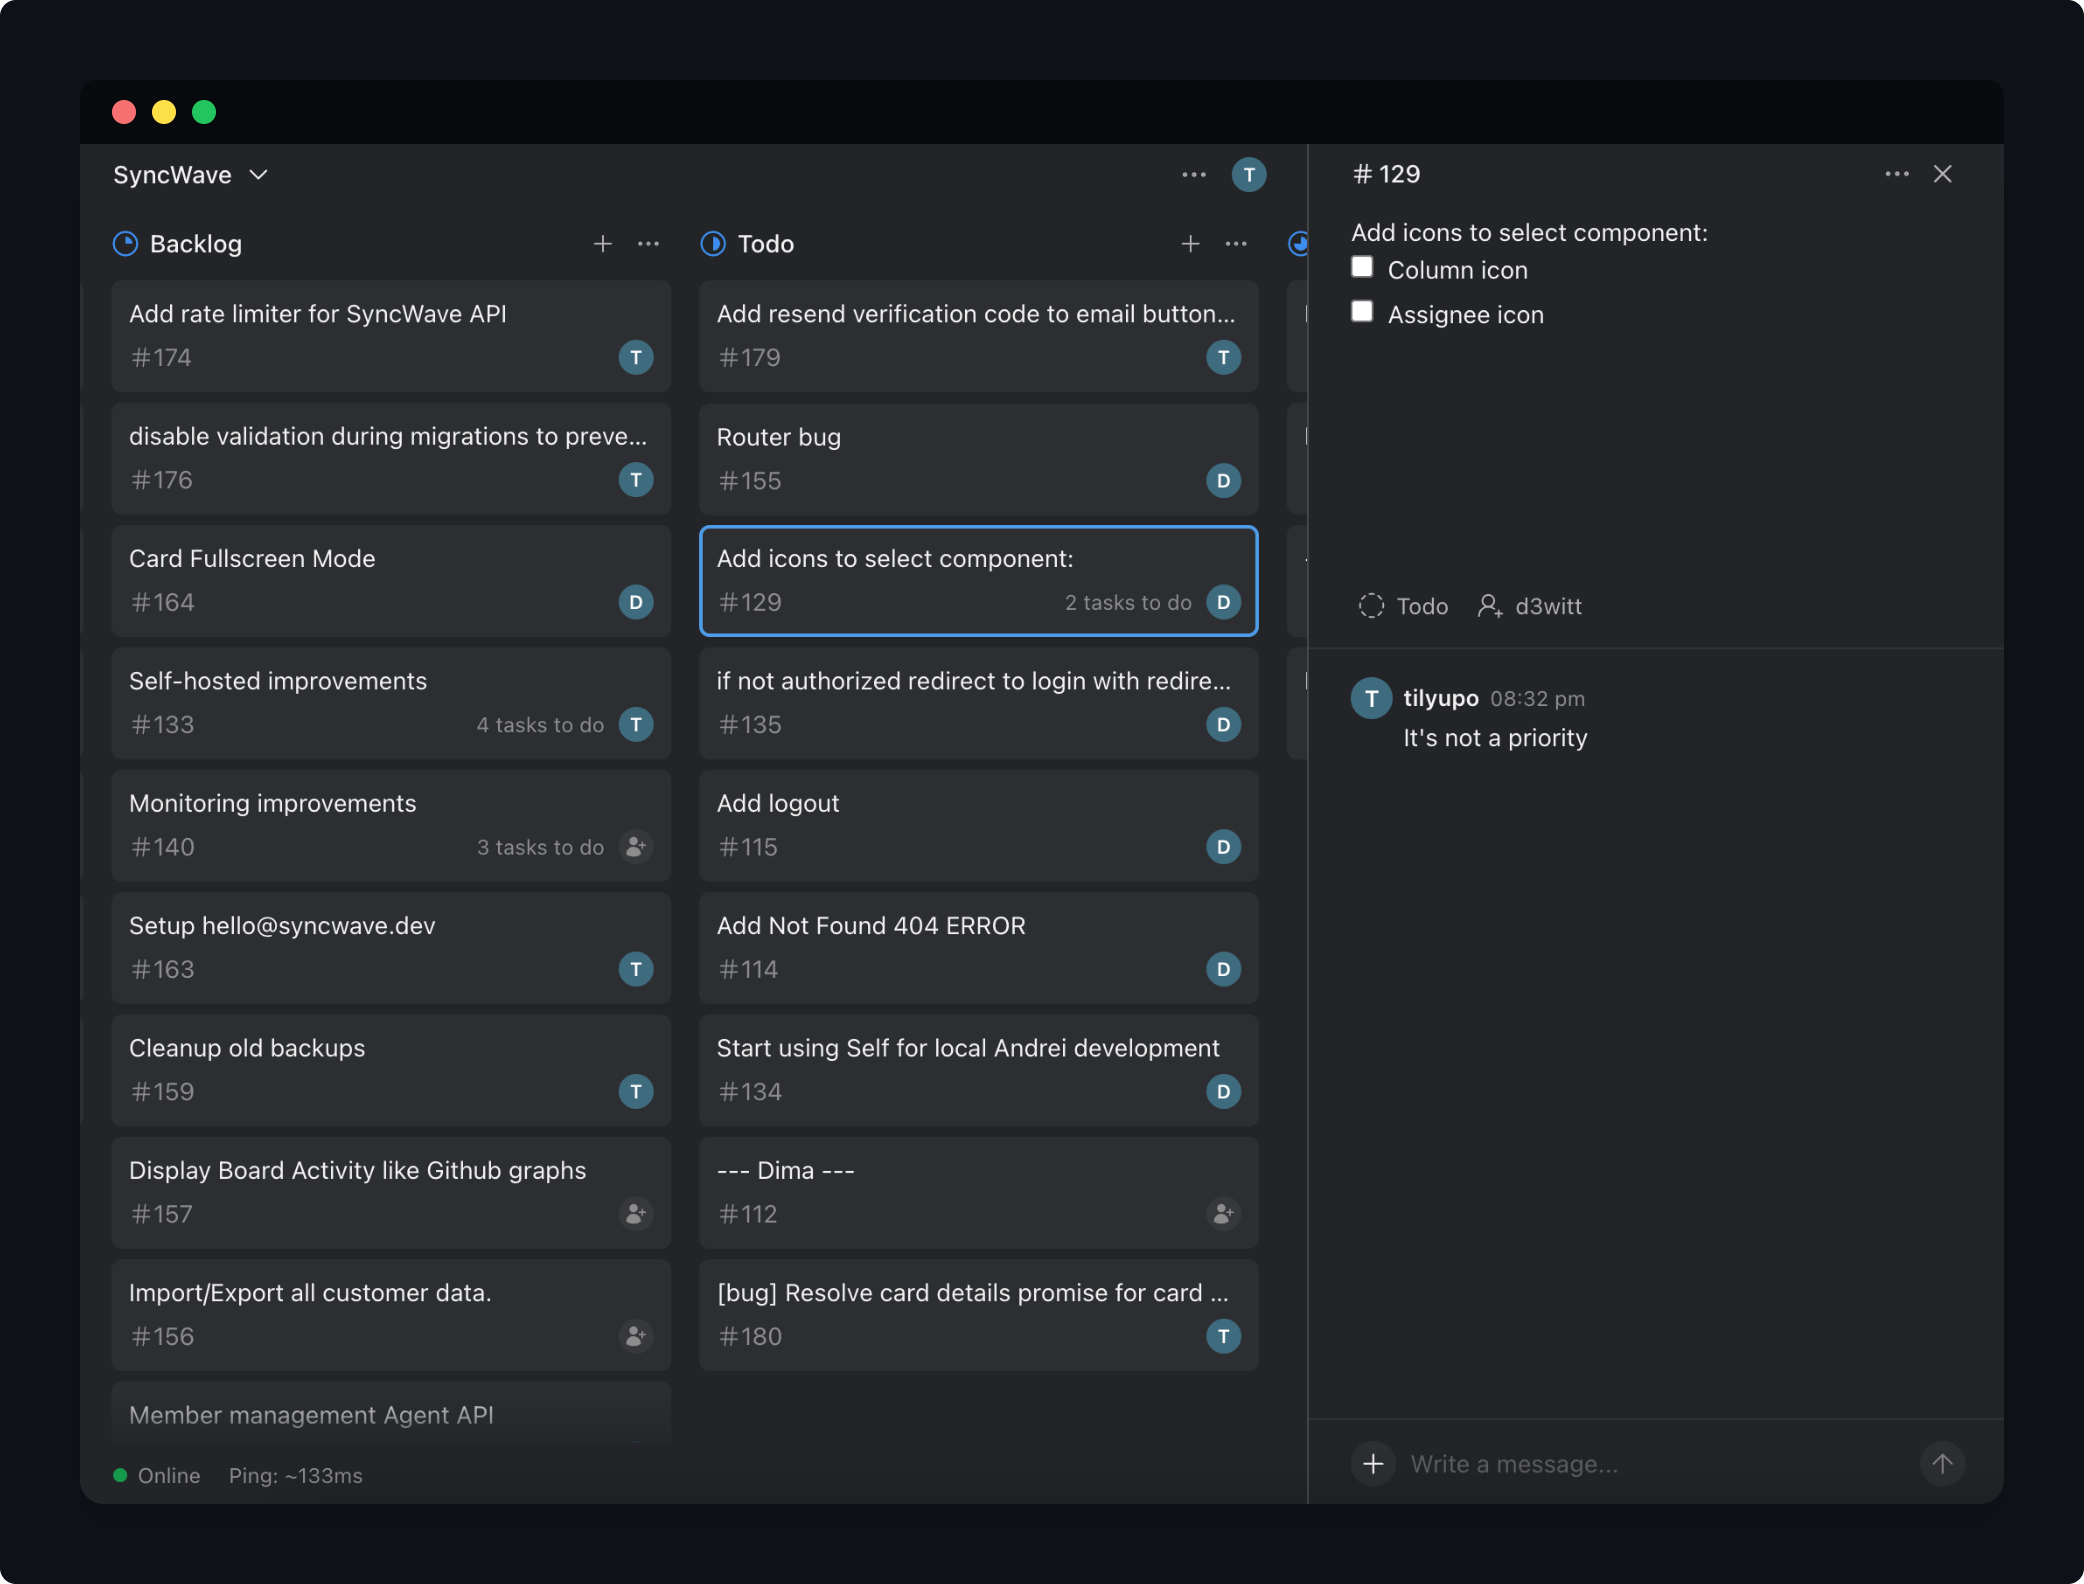 SyncWave
T
Backlog
Add rate limiter for SyncWave API
#174
T
disable validation during migrations to preve...
#176
T
Card Fullscreen Mode
#164
D
Self-hosted improvements
#133 4 tasks to do T
Monitoring improvements
#140 3 tasks to do
Setup hello@syncwave.dev
#163
T
Cleanup old backups
#159
T
Display Board Activity like Github graphs
#157
Import/Export all customer data.
#156
Member management Agent API
Todo
Add resend verification code to email button...
#179
T
Router bug
#155
D
Add icons to select component:
#129 2 tasks to do D
if not authorized redirect to login with redire...
#135
D
Add logout
#115
D
Add Not Found 404 ERROR
#114
D
Start using Self for local Andrei development
#134
D
--- Dima ---
#112
[bug] Resolve card details promise for card ...
#180
T
Online Ping: ~133ms
# 129
Add icons to select component:
Column icon
Assignee icon
Todo d3witt
T
tilyupo 08:32 pm
It's not a priority
Write a message...